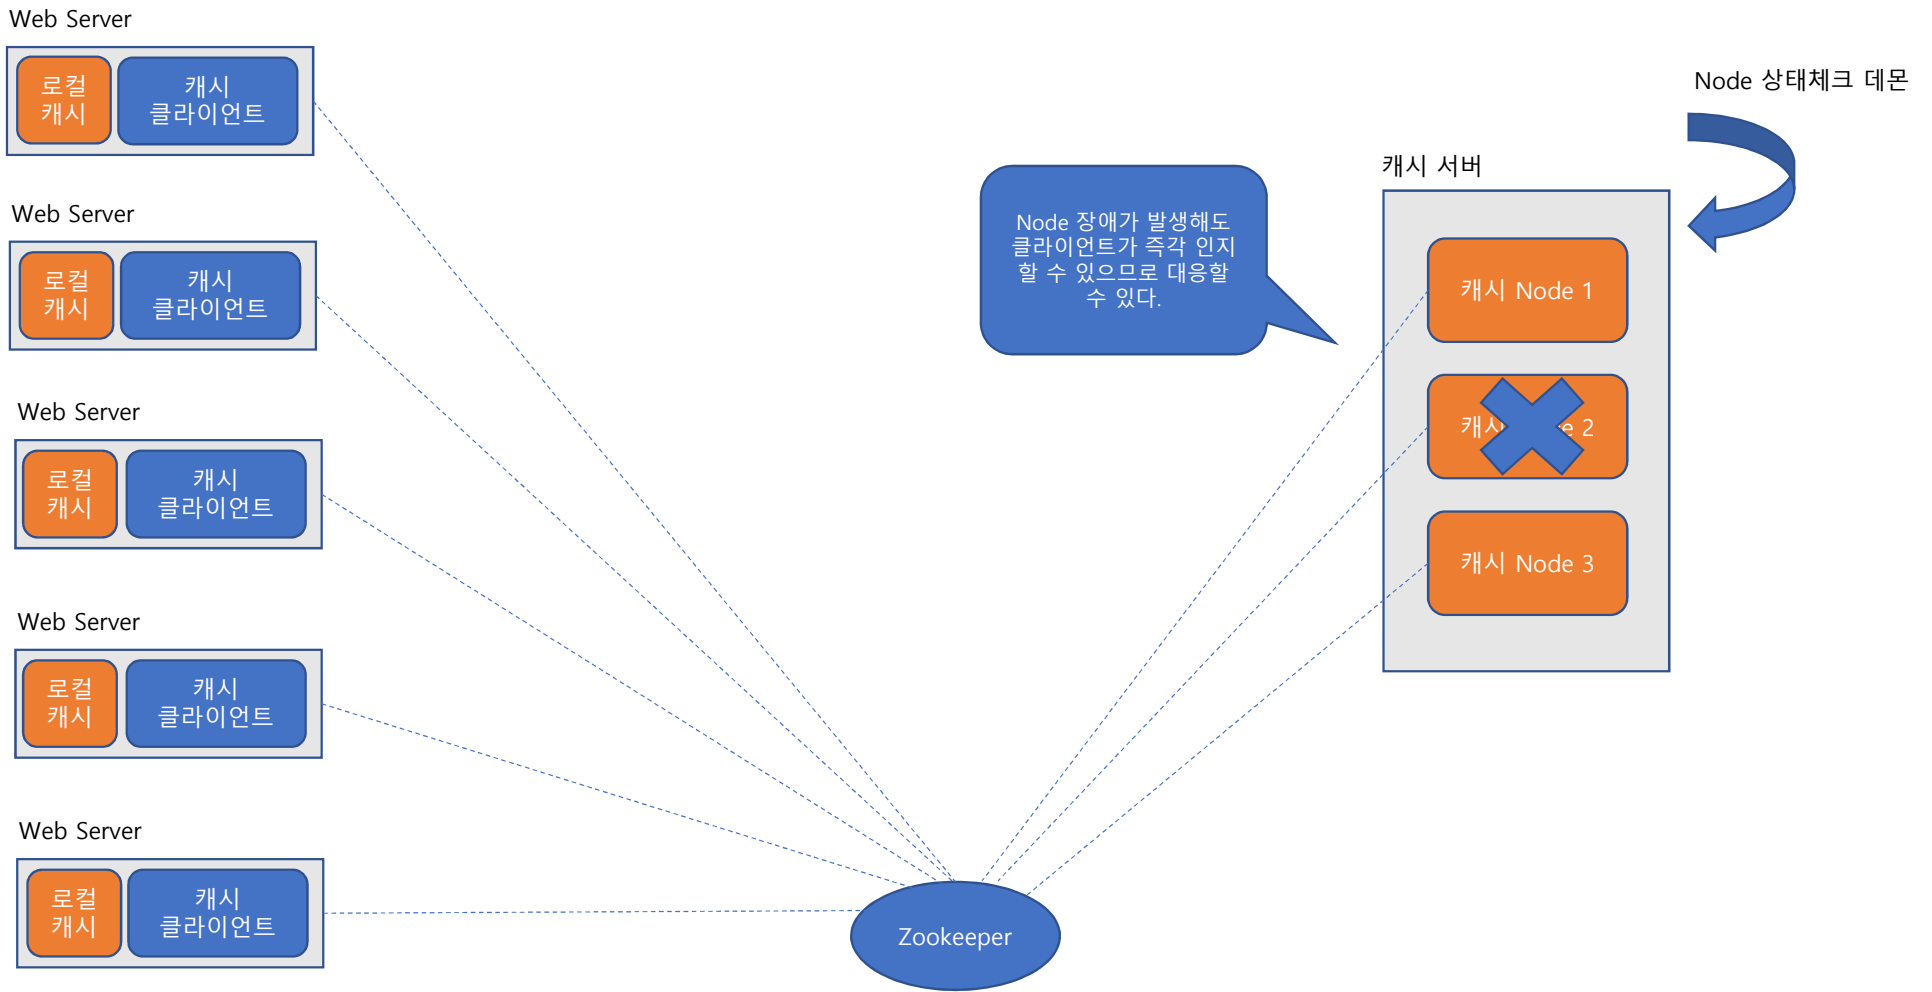 Web Server
로컬
캐시
캐시
클라이언트
Web Server
로컬
캐시
캐시
클라이언트
Web Server
로컬
캐시
캐시
클라이언트
Web Server
로컬
캐시
캐시
클라이언트
Web Server
로컬
캐시
캐시
클라이언트
Zookeeper
Node 장애가 발생해도
클라이언트가 즉각 인지
할 수 있으므로 대응할
수 있다.
Node 상태체크 데몬
캐시 서버
캐시 Node 1
2
캐시 Node 3